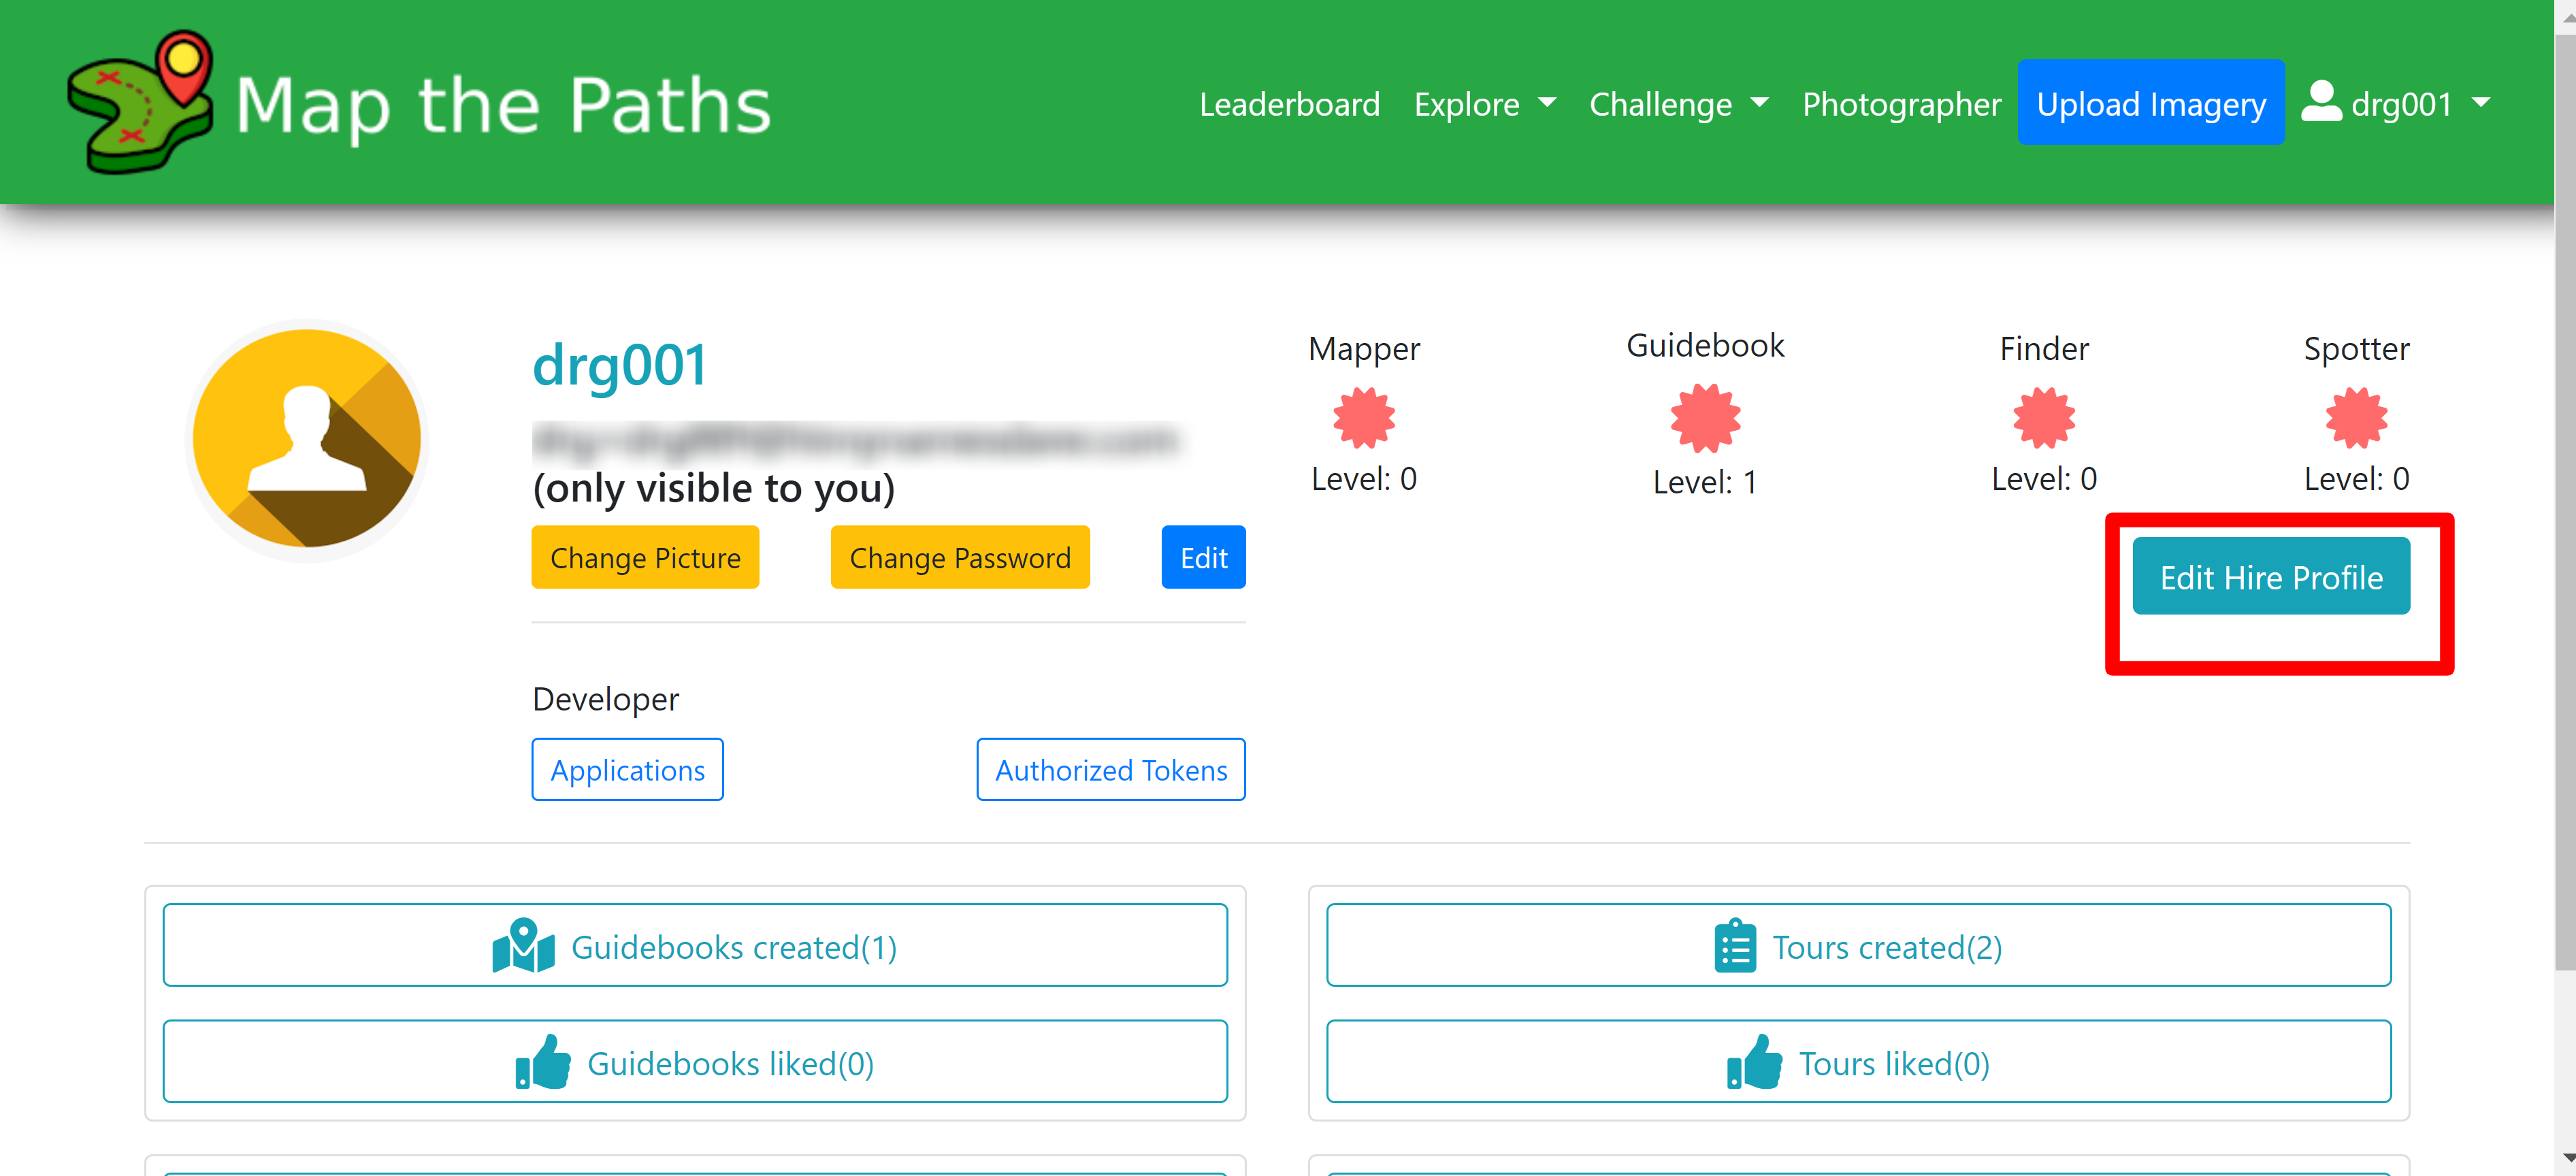 Map the Paths
Leaderboard Explore Challenge Photographer Upload Imagery drg001
drg001
(only visible to you)
Change Picture Change Password Edit
Developer
Applications Authorized Tokens
Mapper Guidebook Finder Spotter
Level: 0 Level: 1 Level: 0 Level: 0
Edit Hire Profile
Guidebooks created(1)
Guidebooks liked(0)
Tours created(2)
Tours liked(0)